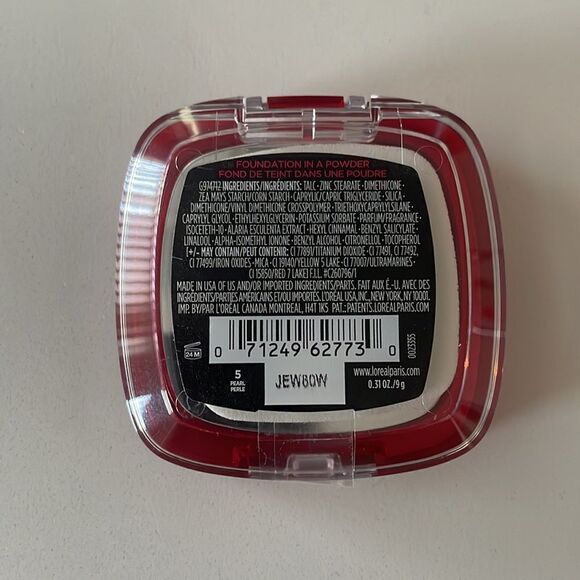 FOUNDATION IN A POWDER
FOND DE TEINT DANS UNE POUDRE
G974712 INGREDIENTS/INGRÉDIENTS: TALC • ZINC STEARATE • DIMETHICONE •
ZEA MAYS STARCH/CORN STARCH • CAPRYLIC/CAPRIC TRIGLYCERIDE • SILICA •
DIMETHICONE/VINYL DIMETHICONE CROSSPOLYMER • TRIETHOXYCAPRYLYLSILANE •
CAPRYLYL GLYCOL • ETHYLHEXYLGLYCERIN • POTASSIUM SORBATE • PARFUM/FRAGRANCE •
ISOCETETH-10 • ALARIA ESCULENTA EXTRACT • HEXYL CINNAMAL • BENZYL SALICYLATE •
LINALOOL • ALPHA-ISOMETHYL IONONE • BENZYL ALCOHOL • CITRONELLOL • TOCOPHEROL
[+/- MAY CONTAIN/PEUT CONTENIR: CI 77891/TITANIUM DIOXIDE • CI 77491, CI 77492,
CI 77499/IRON OXIDES • MICA • CI 19140/YELLOW 5 LAKE • CI 77007/ULTRAMARINES •
CI 15850/RED 7 LAKE] F.I.L. #C260796/1
MADE IN USA OF US AND/OR IMPORTED INGREDIENTS/PARTS. FAIT AUX É.-U. AVEC DES
INGRÉDIENTS/PARTIES AMÉRICAINS ET/OU IMPORTÉS. L'ORÉAL USA, INC., NEW YORK, NY 10001.
IMP. BY/PAR L'ORÉAL CANADA MONTREAL, H4T 1K5 PAT.: PATENTS.LOREALPARIS.COM
0023355
24 M
0 71249 62773 0
5
PEARL
PERLE
JEW80W
www.lorealparis.com
0.31 OZ./9 g